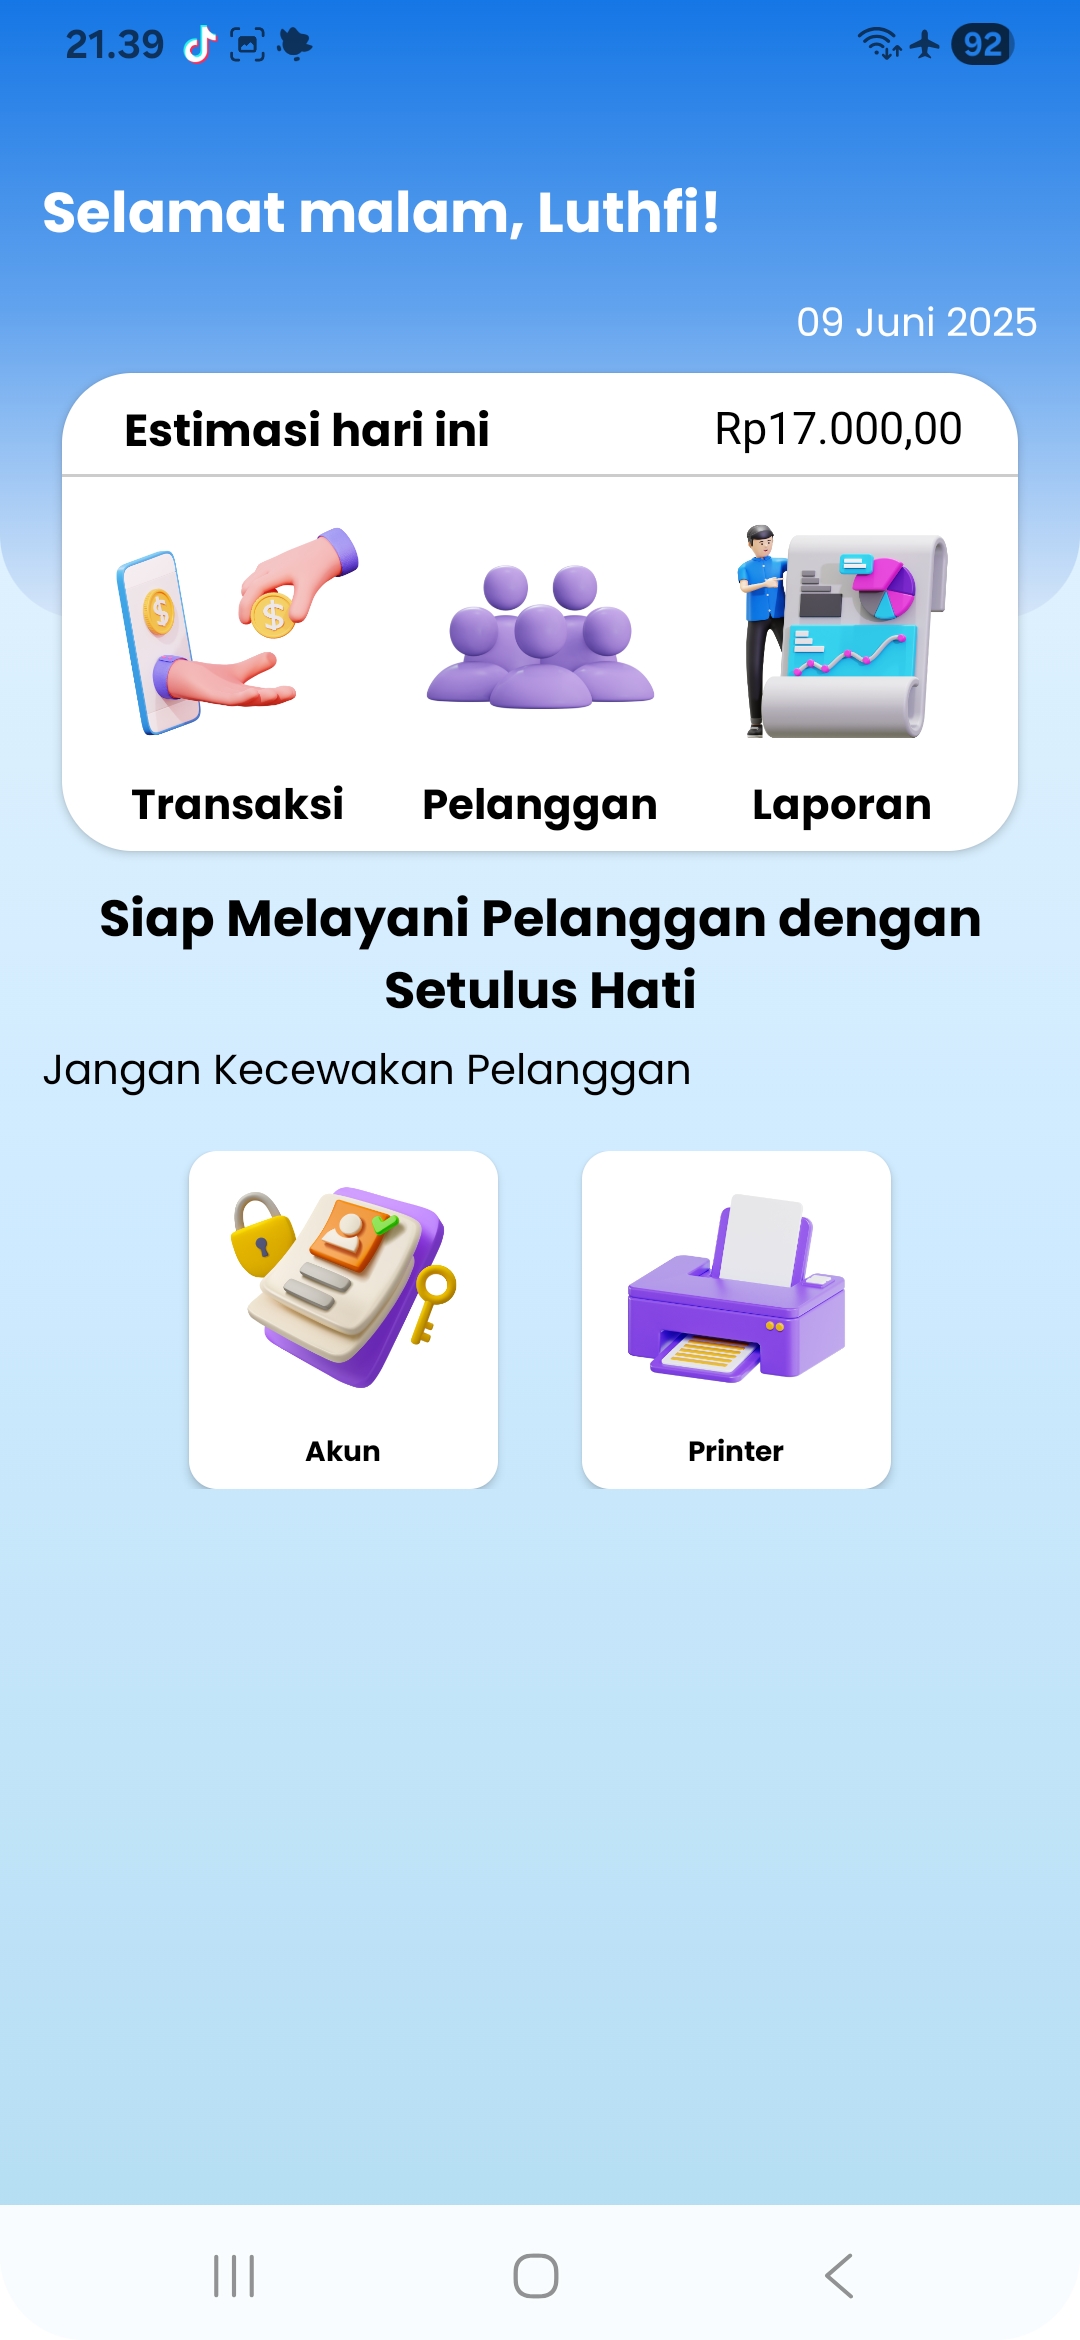 21.39
92
Selamat malam, Luthfi!
09 Juni 2025
Estimasi hari ini Rp17.000,00
Transaksi Pelanggan Laporan
Siap Melayani Pelanggan dengan
Setulus Hati
Jangan Kecewakan Pelanggan
Akun Printer